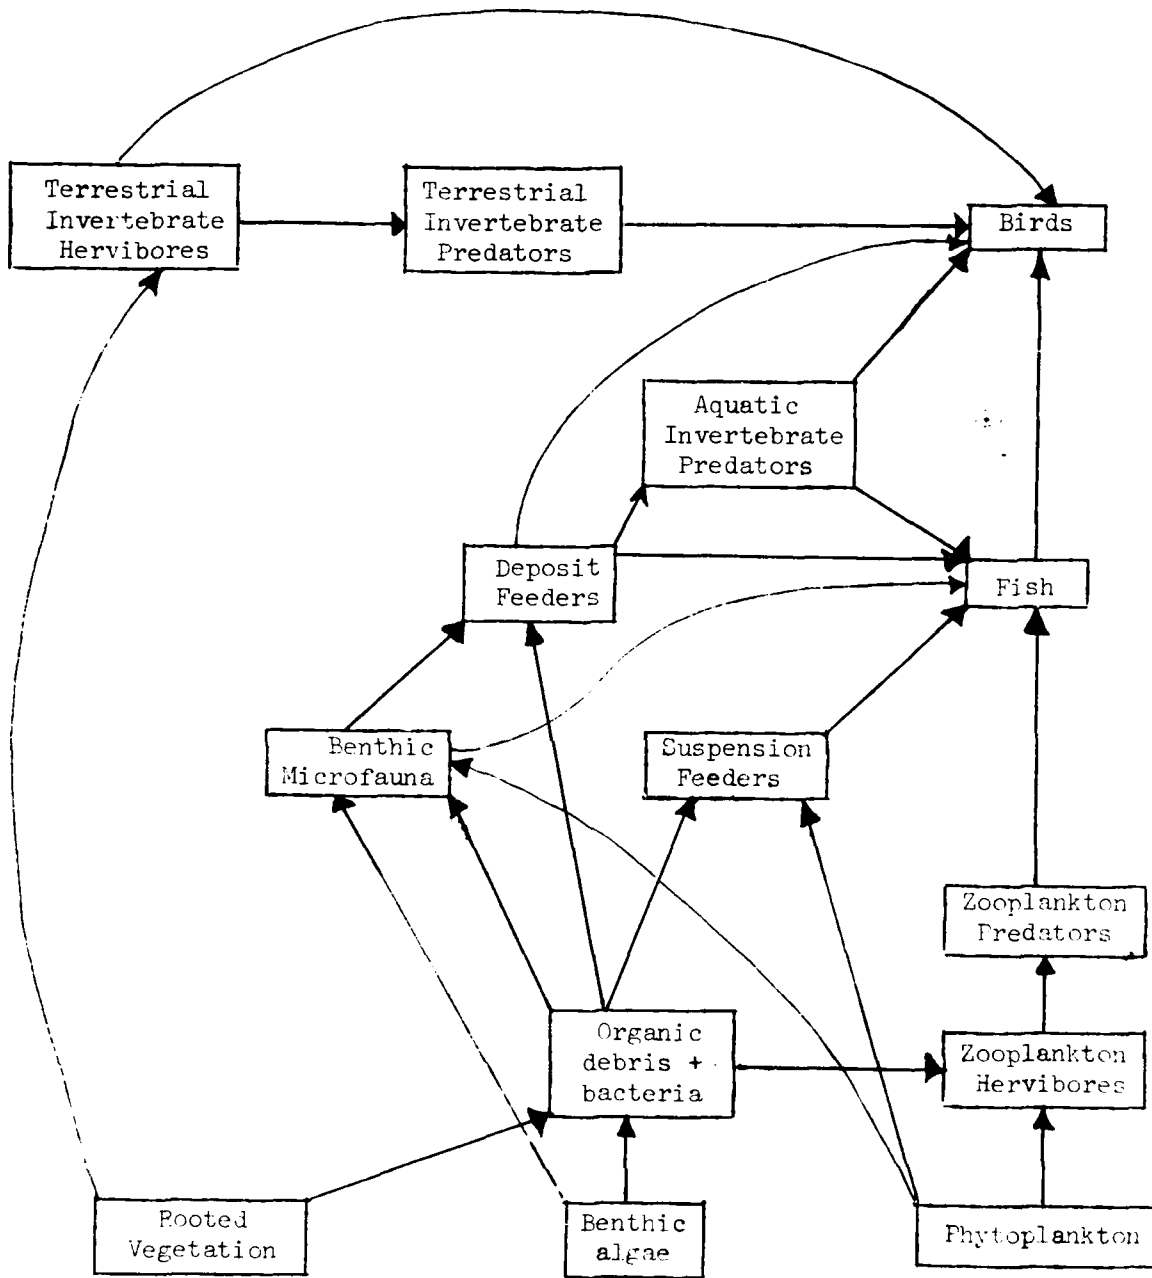 Terrestrial
Invertebrate
Hervibores
Terrestrial
Invertebrate
Predators
Birds
Aquatic
Invertebrate
Predators
Deposit
Feeders
Fish
Benthic
Microfauna
Suspension
Feeders
Zooplankton
Predators
Organic
debris +
bacteria
Zooplankton
Hervibores
Rooted
Vegetation
Benthic
algae
Phytoplankton